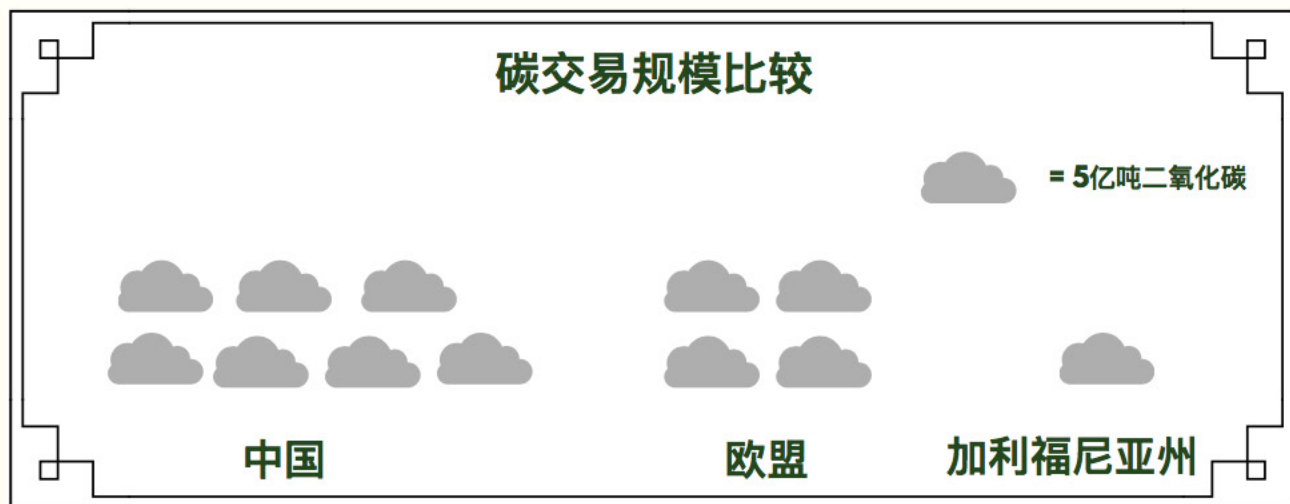 碳交易规模比较
= 5亿吨二氧化碳
中国
欧盟
加利福尼亚州